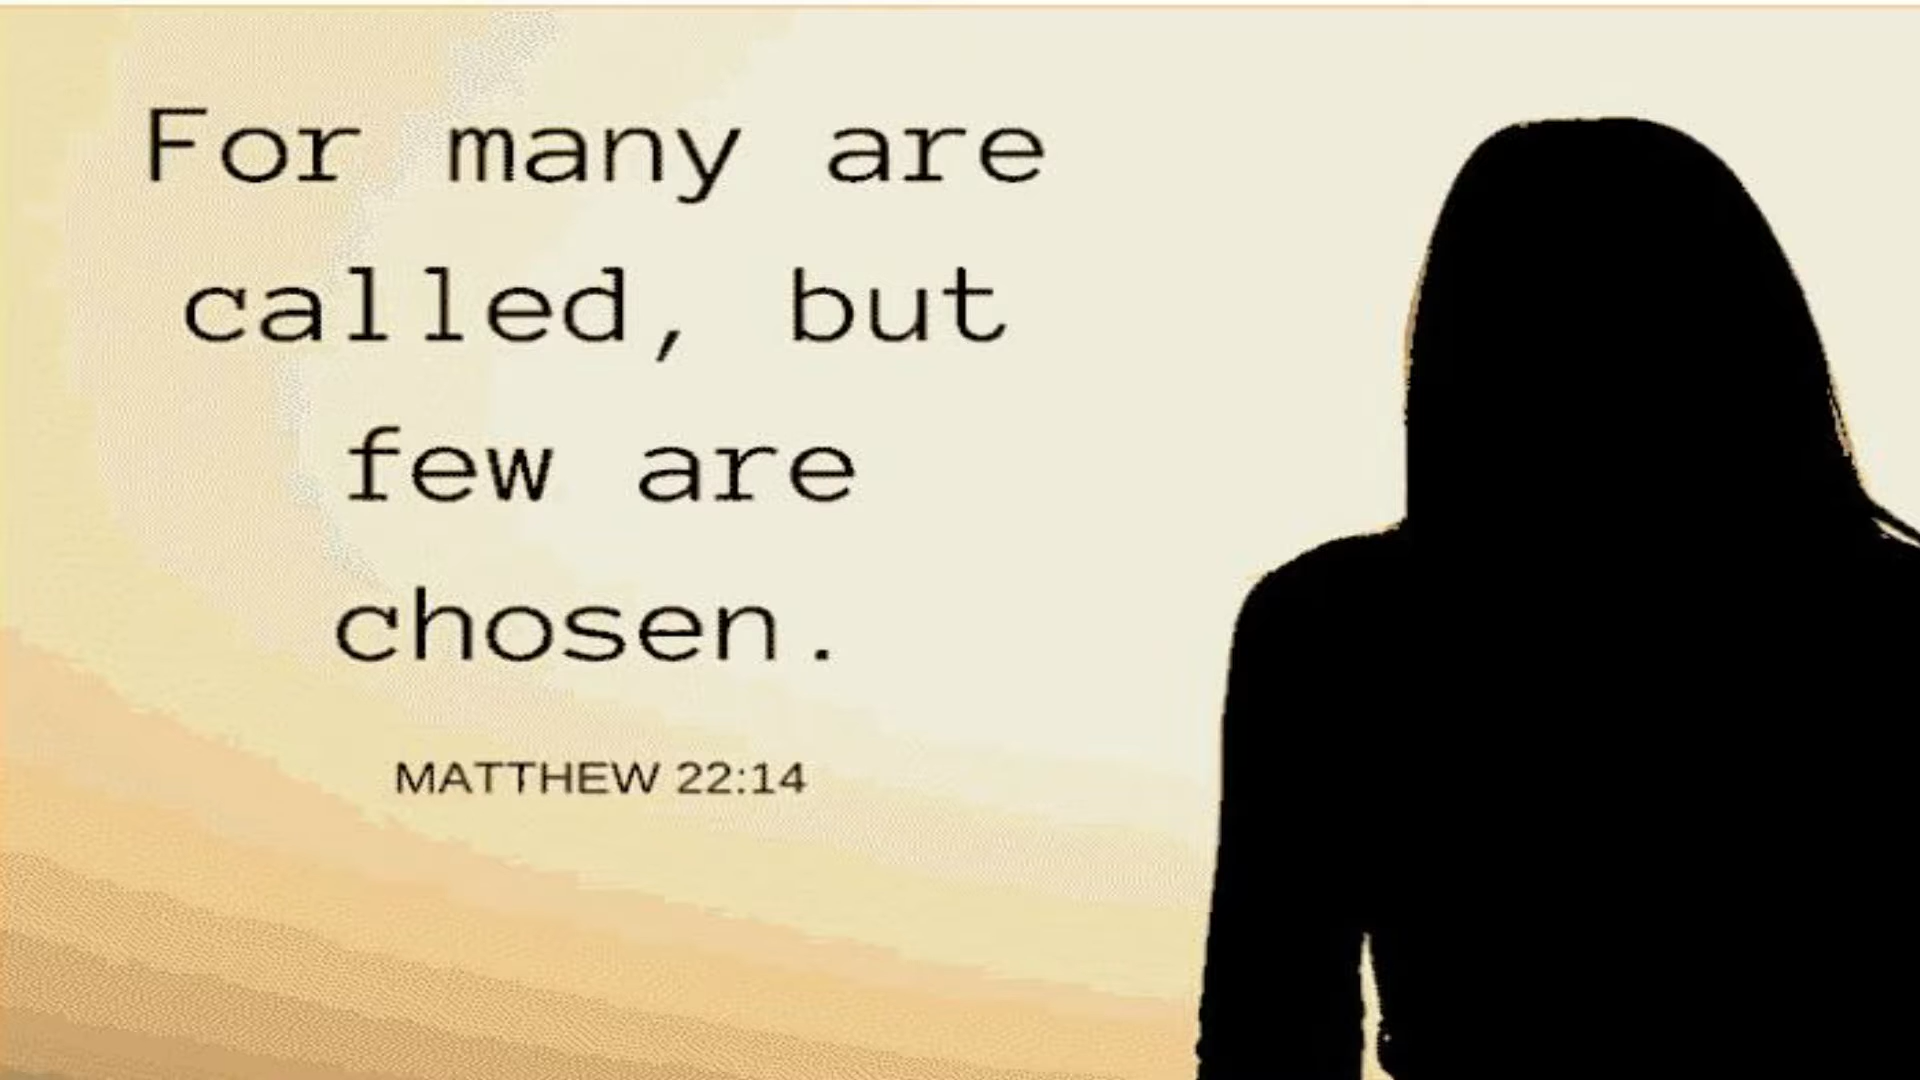 For many are
called, but
few are
chosen.
MATTHEW 22:14